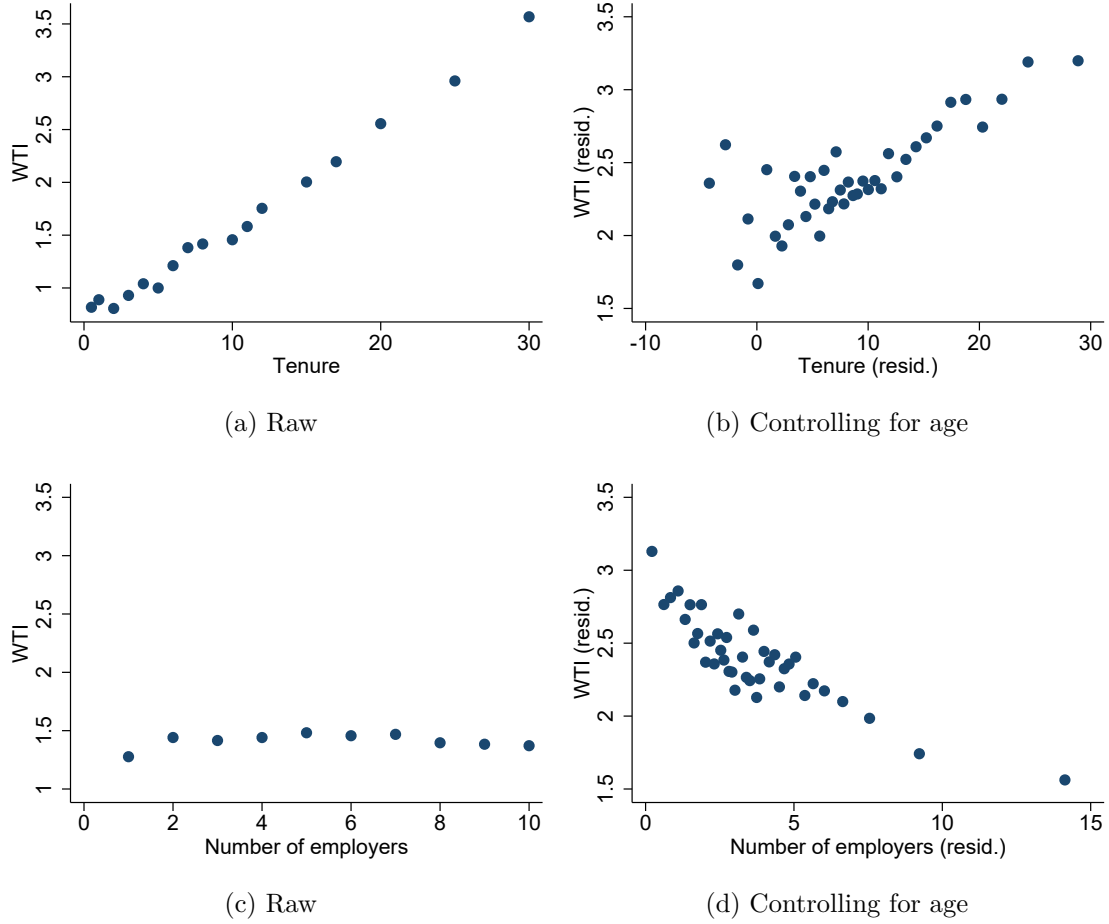 3.5
3
2.5
2
1.5
1
WTI
0 10 20 30
Tenure
(a) Raw
3.5
3
2.5
2
1.5
WTI (resid.)
-10 0 10 20 30
Tenure (resid.)
(b) Controlling for age
3.5
3
2.5
2
1.5
1
WTI
0 2 4 6 8 10
Number of employers
(c) Raw
3.5
3
2.5
2
1.5
WTI (resid.)
0 5 10 15
Number of employers (resid.)
(d) Controlling for age